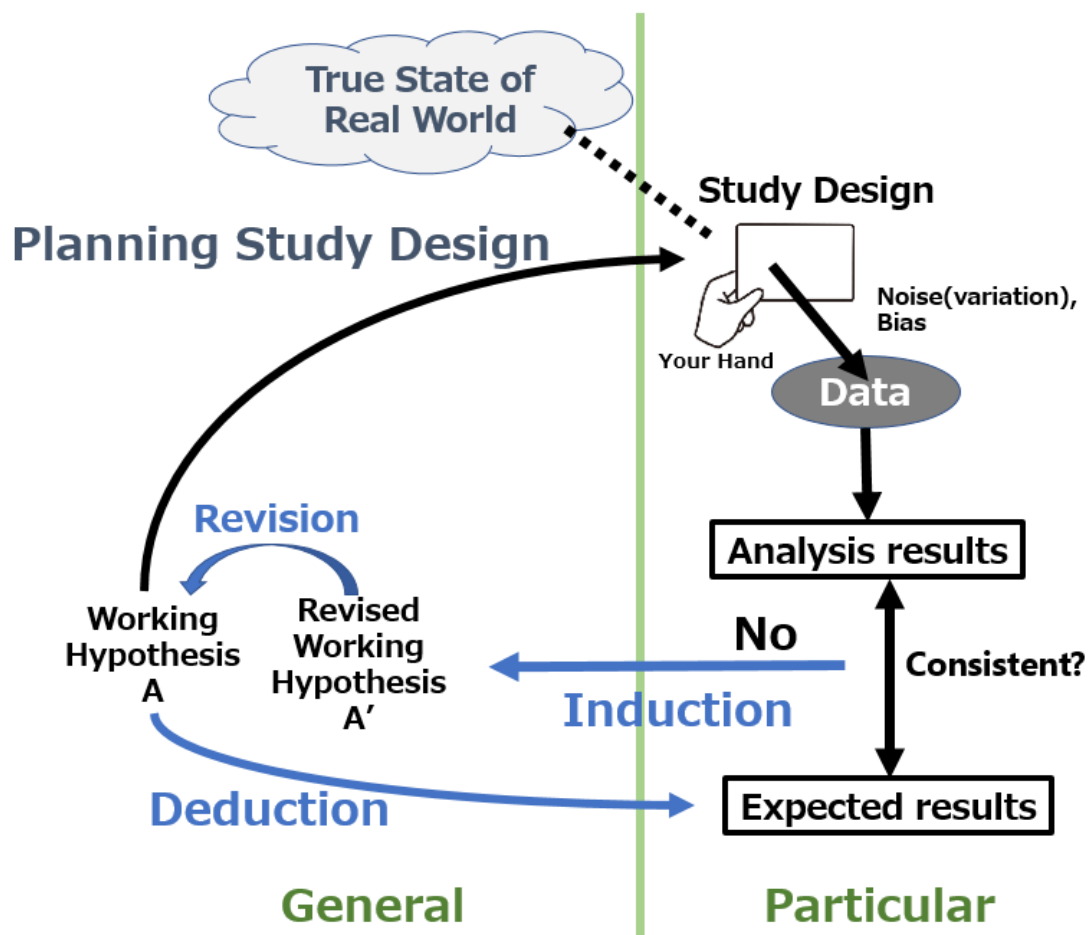 True State of
Real World
Study Design
Planning Study Design
Noise(variation),
Bias
Your Hand
Data
Revision
Analysis results
Working
Hypothesis
A
Revised
Working
Hypothesis
A’
No
Consistent?
Induction
Deduction
Expected results
General
Particular